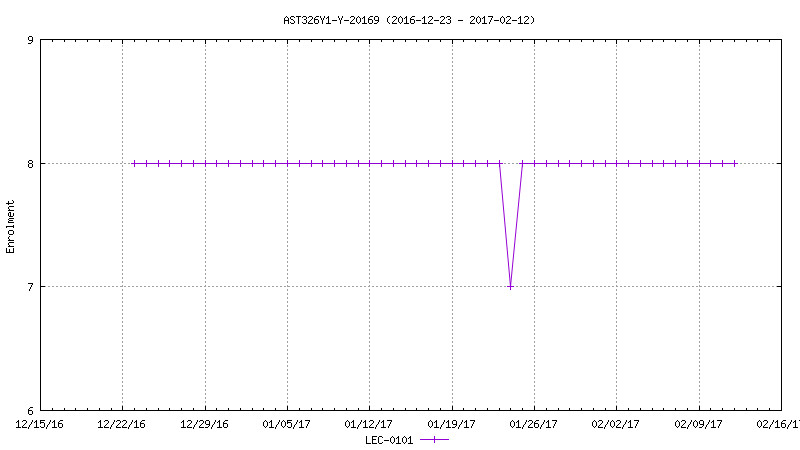 AST326Y1-Y-20169 (2016-12-23 - 2017-02-12)
9
8
7
6
Enrolment
12/15/16 12/22/16 12/29/16 01/05/17 01/12/17 01/19/17 01/26/17 02/02/17 02/09/17 02/16/17
LEC-0101